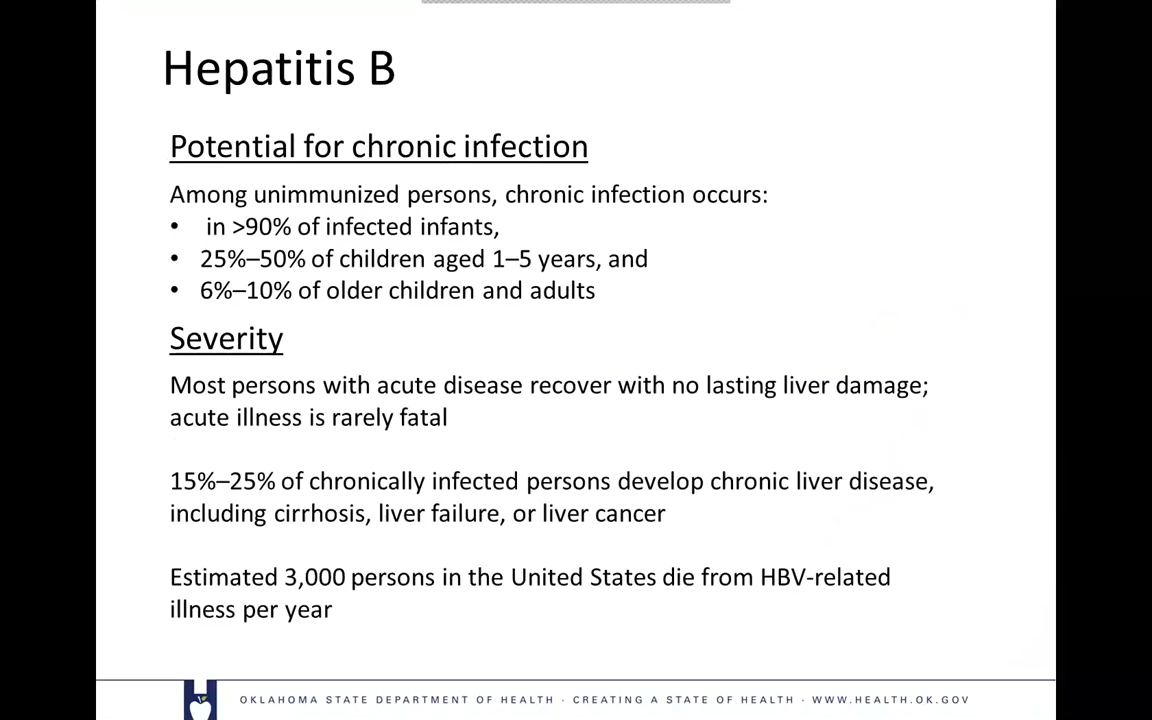 Hepatitis B
Potential for chronic infection
Among unimmunized persons, chronic infection occurs:
• in >90% of infected infants,
• 25%–50% of children aged 1–5 years, and
• 6%–10% of older children and adults
Severity
Most persons with acute disease recover with no lasting liver damage;
acute illness is rarely fatal
15%–25% of chronically infected persons develop chronic liver disease,
including cirrhosis, liver failure, or liver cancer
Estimated 3,000 persons in the United States die from HBV-related
illness per year
OKLAHOMA STATE DEPARTMENT OF HEALTH · CREATING A STATE OF HEALTH · WWW.HEALTH.OK.GOV